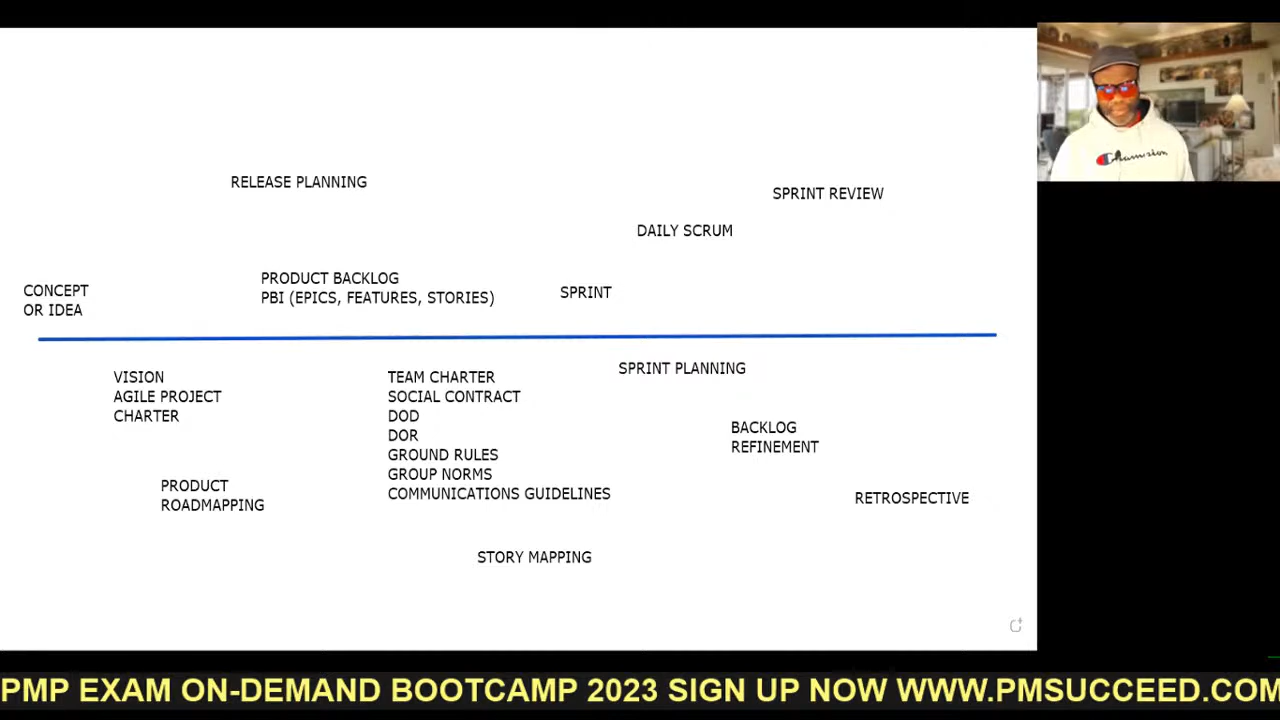 RELEASE PLANNING
SPRINT REVIEW
DAILY SCRUM
PRODUCT BACKLOG
PBI (EPICS, FEATURES, STORIES)
CONCEPT
OR IDEA
SPRINT
VISION
AGILE PROJECT
CHARTER
TEAM CHARTER
SOCIAL CONTRACT
DOD
DOR
GROUND RULES
GROUP NORMS
COMMUNICATIONS GUIDELINES
SPRINT PLANNING
BACKLOG
REFINEMENT
PRODUCT
ROADMAPPING
RETROSPECTIVE
STORY MAPPING
Champion
PMP EXAM ON-DEMAND BOOTCAMP 2023 SIGN UP NOW WWW.PMSUCCEED.COM